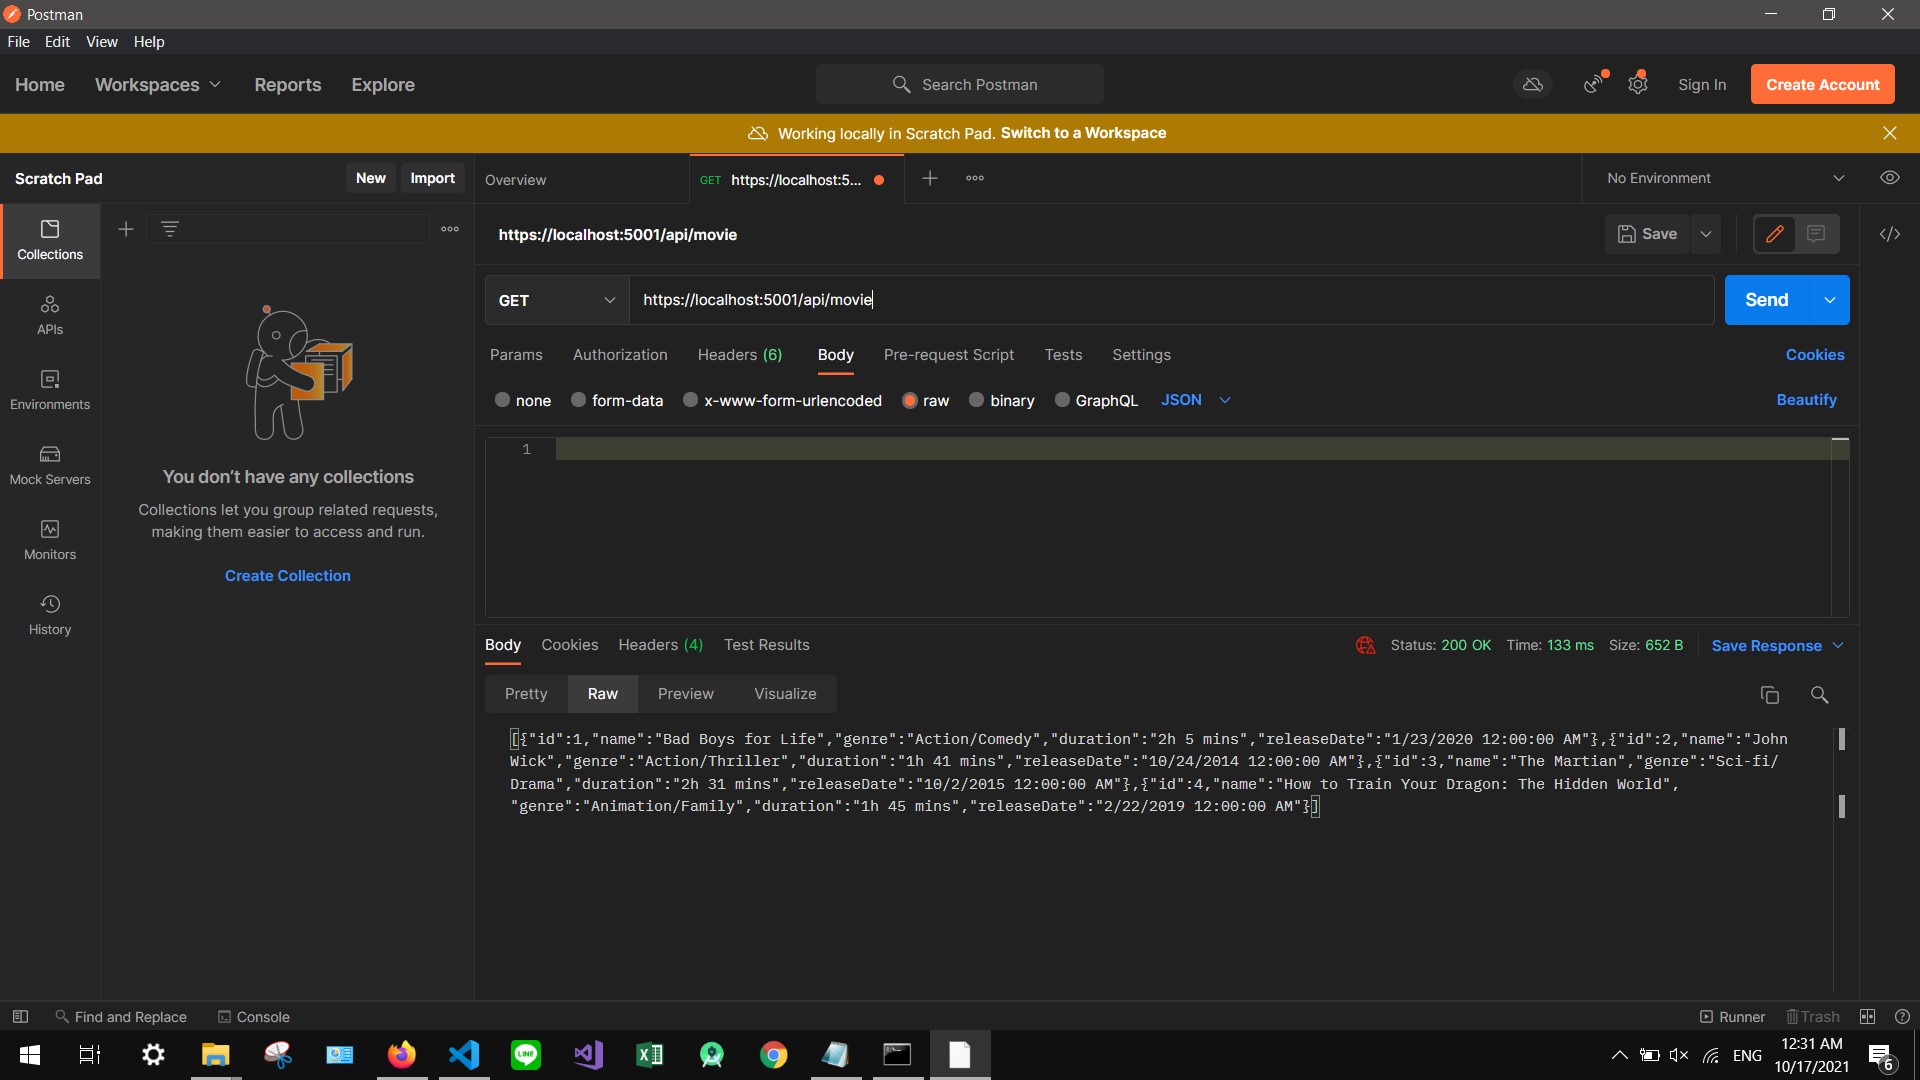 Postman
File Edit View Help
Home Workspaces Reports Explore Search Postman Sign In Create Account
Working locally in Scratch Pad. Switch to a Workspace
Scratch Pad New Import Overview GET https://localhost:5... No Environment
https://localhost:5001/api/movie Save
Collections
GET https://localhost:5001/api/movie Send
APIs
Params Authorization Headers (6) Body Pre-request Script Tests Settings Cookies
Environments
none form-data x-www-form-urlencoded raw binary GraphQL JSON Beautify
1
Mock Servers
You don't have any collections
Collections let you group related requests,
making them easier to access and run.
Monitors
Create Collection
History
Body Cookies Headers (4) Test Results Status: 200 OK Time: 133 ms Size: 652 B Save Response
Pretty Raw Preview Visualize
[{"id":1,"name":"Bad Boys for Life","genre":"Action/Comedy","duration":"2h 5 mins","releaseDate":"1/23/2020 12:00:00 AM"},{"id":2,"name":"John
Wick","genre":"Action/Thriller","duration":"1h 41 mins","releaseDate":"10/24/2014 12:00:00 AM"},{"id":3,"name":"The Martian","genre":"Sci-fi/
Drama","duration":"2h 31 mins","releaseDate":"10/2/2015 12:00:00 AM"},{"id":4,"name":"How to Train Your Dragon: The Hidden World",
"genre":"Animation/Family","duration":"1h 45 mins","releaseDate":"2/22/2019 12:00:00 AM"}]
Find and Replace Console Runner Trash
LINE
ENG
12:31 AM
10/17/2021
6